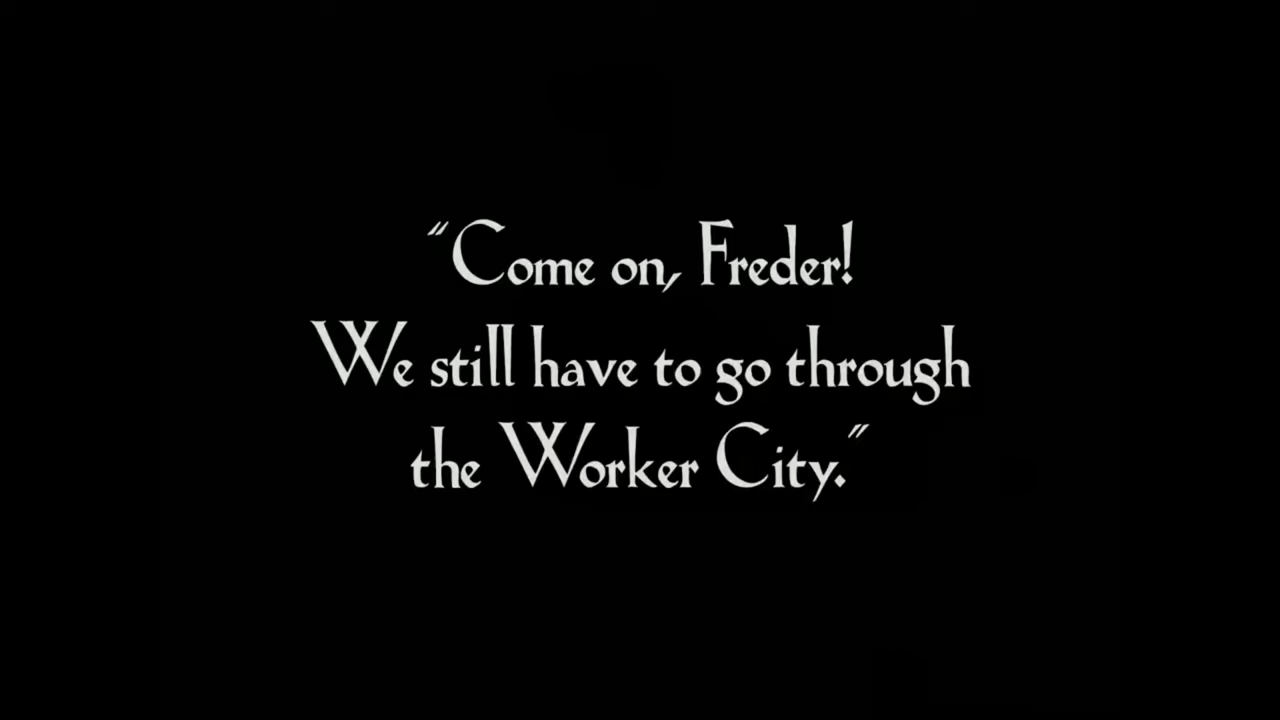 “Come on, Freder!
We still have to go through
the Worker City.”